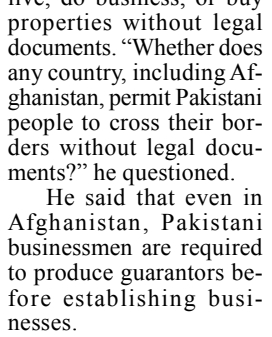 live, do business, or buy
properties without legal
documents. “Whether does
any country, including Af-
ghanistan, permit Pakistani
people to cross their bor-
ders without legal docu-
ments?” he questioned.
He said that even in
Afghanistan, Pakistani
businessmen are required
to produce guarantors be-
fore establishing busi-
nesses.